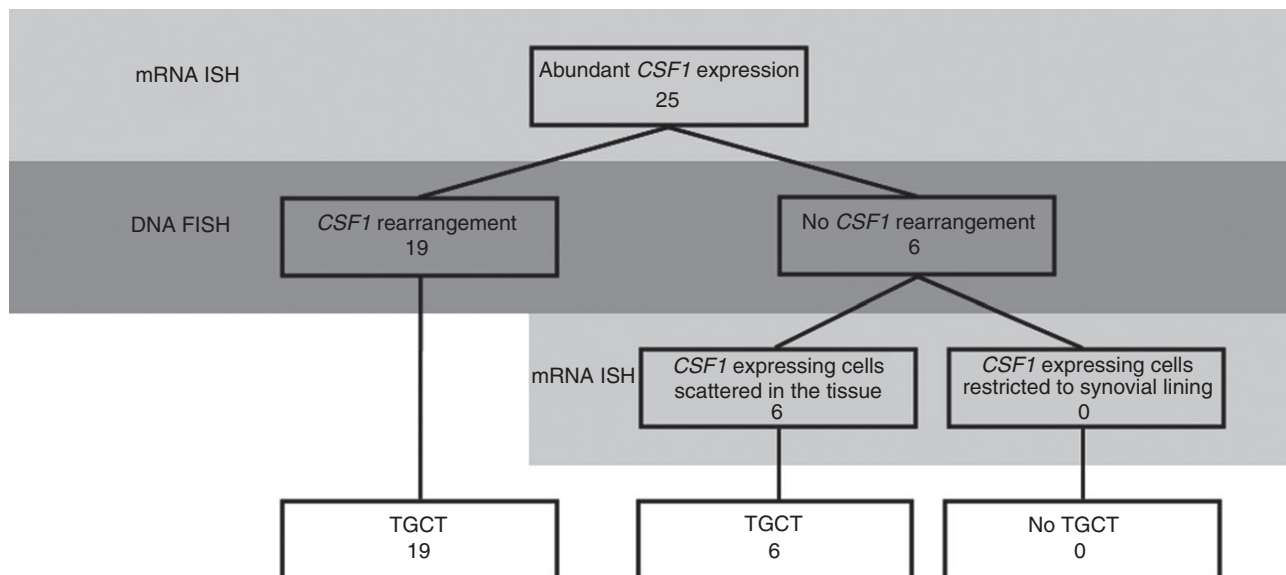 mRNA ISH
Abundant CSF1 expression
25
DNA FISH
CSF1 rearrangement
19
No CSF1 rearrangement
6
mRNA ISH
CSF1 expressing cells
scattered in the tissue
6
CSF1 expressing cells
restricted to synovial lining
0
TGCT
19
TGCT
6
No TGCT
0